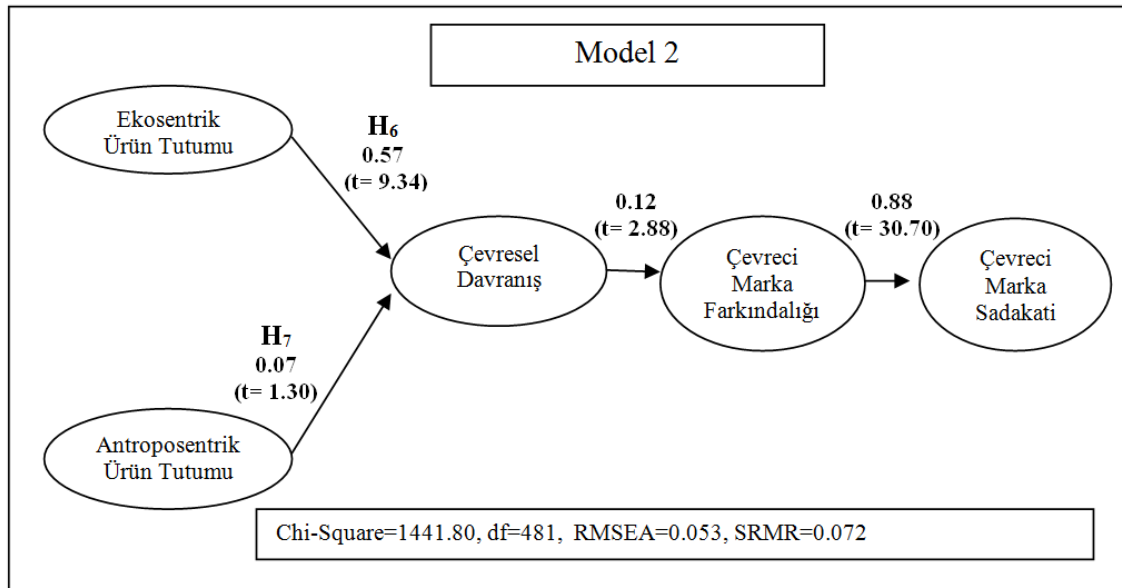 Model 2
Ekosentrik
Ürün Tutumu
H6
0.57
(t= 9.34)
Çevresel
Davranış
0.12
(t= 2.88)
Çevreci
Marka
Farkındalığı
0.88
(t= 30.70)
Çevreci
Marka
Sadakati
H7
0.07
(t= 1.30)
Antroposentrik
Ürün Tutumu
Chi-Square=1441.80, df=481, RMSEA=0.053, SRMR=0.072